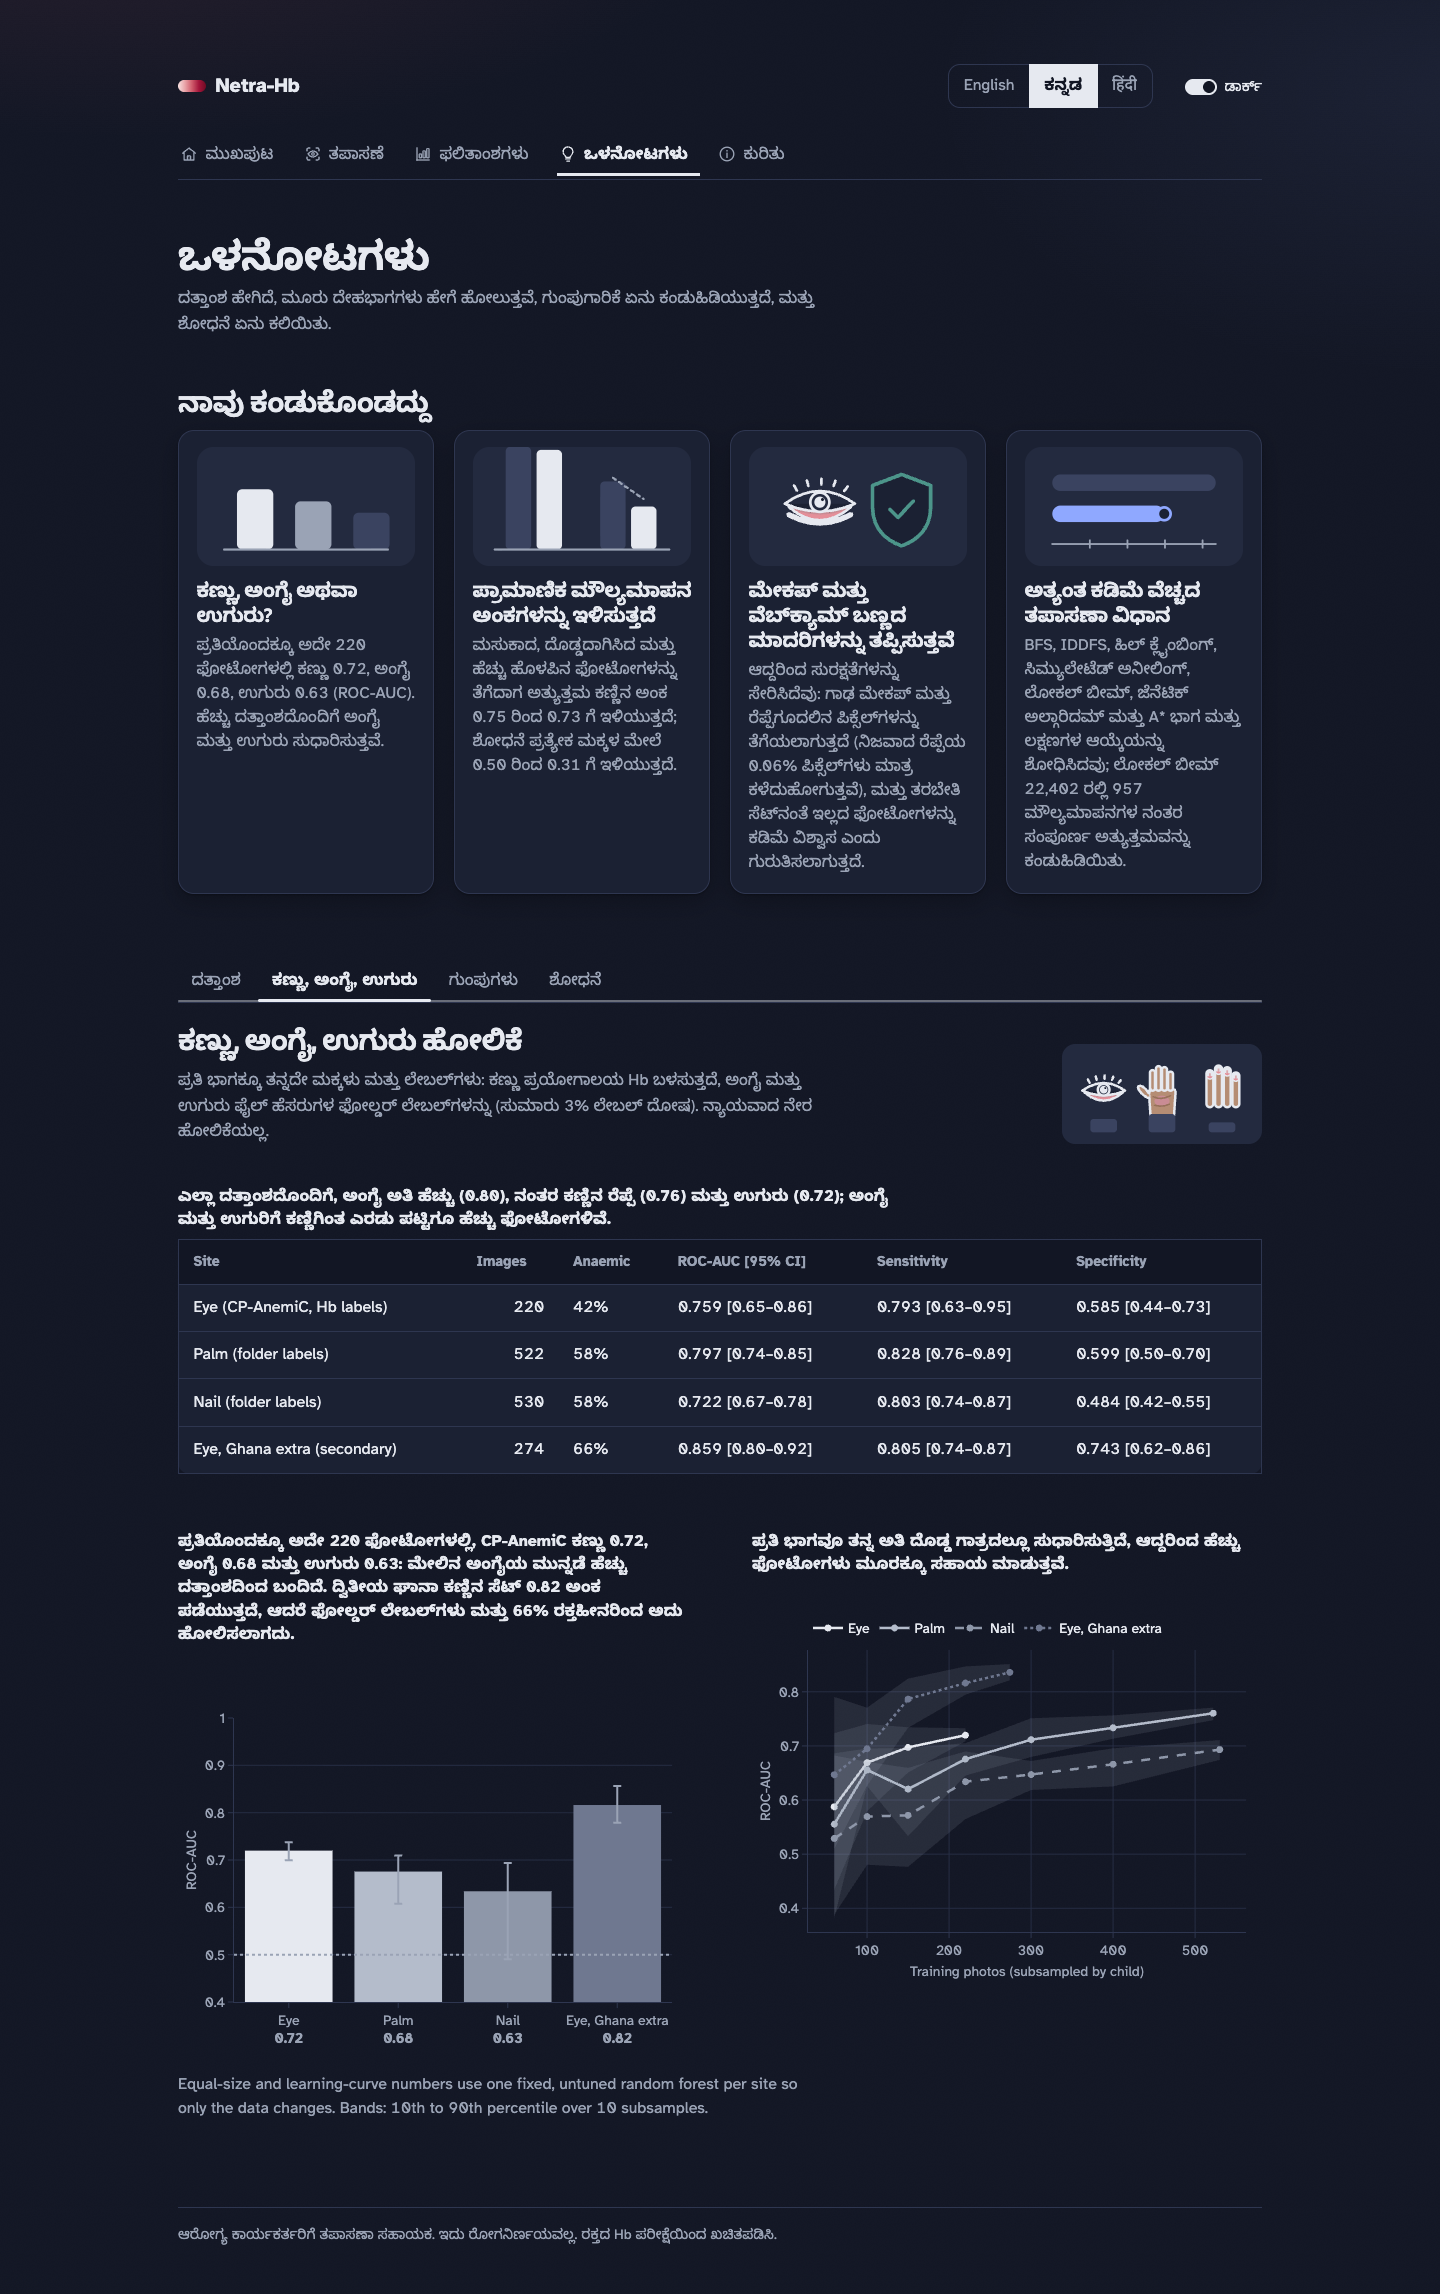 Netra-Hb
English
ಕನ್ನಡ
हिंदी
ಡಾರ್ಕ್
ಮುಖಪುಟ
ತಪಾಸಣೆ
ಫಲಿತಾಂಶಗಳು
ಒಳನೋಟಗಳು
ಕುರಿತು
ಒಳನೋಟಗಳು
ದತ್ತಾಂಶ ಹೇಗಿದೆ, ಮೂರು ದೇಹಭಾಗಗಳು ಹೇಗೆ ಹೋಲುತ್ತವೆ, ಗುಂಪುಗಾರಿಕೆ ಏನು ಕಂಡುಹಿಡಿಯುತ್ತದೆ, ಮತ್ತು
ಶೋಧನೆ ಏನು ಕಲಿಯಿತು.
ನಾವು ಕಂಡುಕೊಂಡದ್ದು
ಕಣ್ಣು, ಅಂಗೈ ಅಥವಾ
ಉಗುರು?
ಪ್ರತಿಯೊಂದಕ್ಕೂ ಅದೇ 220
ಫೋಟೋಗಳಲ್ಲಿ ಕಣ್ಣು 0.72, ಅಂಗೈ
0.68, ಉಗುರು 0.63 (ROC-AUC).
ಹೆಚ್ಚು ದತ್ತಾಂಶದೊಂದಿಗೆ ಅಂಗೈ
ಮತ್ತು ಉಗುರು ಸುಧಾರಿಸುತ್ತವೆ.
ಪ್ರಾಮಾಣಿಕ ಮೌಲ್ಯಮಾಪನ
ಅಂಕಗಳನ್ನು ಇಳಿಸುತ್ತದೆ
ಮಸುಕಾದ, ದೊಡ್ಡದಾಗಿಸಿದ ಮತ್ತು
ಹೆಚ್ಚು ಹೊಳಪಿನ ಫೋಟೋಗಳನ್ನು
ತೆಗೆದಾಗ ಅತ್ಯುತ್ತಮ ಕಣ್ಣಿನ ಅಂಕ
0.75 ರಿಂದ 0.73 ಗೆ ಇಳಿಯುತ್ತದೆ;
ಶೋಧನೆ ಪ್ರತ್ಯೇಕ ಮಕ್ಕಳ ಮೇಲೆ
0.50 ರಿಂದ 0.31 ಗೆ ಇಳಿಯುತ್ತದೆ.
ಮೇಕಪ್ ಮತ್ತು
ವೆಬ್‌ಕ್ಯಾಮ್ ಬಣ್ಣದ
ಮಾದರಿಗಳನ್ನು ತಪ್ಪಿಸುತ್ತವೆ
ಆದ್ದರಿಂದ ಸುರಕ್ಷತೆಗಳನ್ನು
ಸೇರಿಸಿದೆವು: ಗಾಢ ಮೇಕಪ್ ಮತ್ತು
ರೆಪ್ಪೆಗೂದಲಿನ ಪಿಕ್ಸೆಲ್‌ಗಳನ್ನು
ತೆಗೆಯಲಾಗುತ್ತದೆ (ನಿಜವಾದ ರೆಪ್ಪೆಯ
0.06% ಪಿಕ್ಸೆಲ್‌ಗಳು ಮಾತ್ರ
ಕಳೆದುಹೋಗುತ್ತವೆ), ಮತ್ತು ತರಬೇತಿ
ಸೆಟ್‌ನಂತೆ ಇಲ್ಲದ ಫೋಟೋಗಳನ್ನು
ಕಡಿಮೆ ವಿಶ್ವಾಸ ಎಂದು
ಗುರುತಿಸಲಾಗುತ್ತದೆ.
ಅತ್ಯಂತ ಕಡಿಮೆ ವೆಚ್ಚದ
ತಪಾಸಣಾ ವಿಧಾನ
BFS, IDDFS, ಹಿಲ್ ಕ್ಲೈಂಬಿಂಗ್,
ಸಿಮ್ಯುಲೇಟೆಡ್ ಅನೀಲಿಂಗ್,
ಲೋಕಲ್ ಬೀಮ್, ಜೆನೆಟಿಕ್
ಅಲ್ಗಾರಿದಮ್ ಮತ್ತು A* ಭಾಗ ಮತ್ತು
ಲಕ್ಷಣಗಳ ಆಯ್ಕೆಯನ್ನು
ಶೋಧಿಸಿದವು; ಲೋಕಲ್ ಬೀಮ್
22,402 ರಲ್ಲಿ 957
ಮೌಲ್ಯಮಾಪನಗಳ ನಂತರ
ಸಂಪೂರ್ಣ ಅತ್ಯುತ್ತಮವನ್ನು
ಕಂಡುಹಿಡಿಯಿತು.
ದತ್ತಾಂಶ
ಕಣ್ಣು, ಅಂಗೈ, ಉಗುರು
ಗುಂಪುಗಳು
ಶೋಧನೆ
ಕಣ್ಣು, ಅಂಗೈ, ಉಗುರು ಹೋಲಿಕೆ
ಪ್ರತಿ ಭಾಗಕ್ಕೂ ತನ್ನದೇ ಮಕ್ಕಳು ಮತ್ತು ಲೇಬಲ್‌ಗಳು: ಕಣ್ಣು ಪ್ರಯೋಗಾಲಯ Hb ಬಳಸುತ್ತದೆ, ಅಂಗೈ ಮತ್ತು
ಉಗುರು ಫೈಲ್ ಹೆಸರುಗಳ ಫೋಲ್ಡರ್ ಲೇಬಲ್‌ಗಳನ್ನು (ಸುಮಾರು 3% ಲೇಬಲ್ ದೋಷ). ನ್ಯಾಯವಾದ ನೇರ
ಹೋಲಿಕೆಯಲ್ಲ.
ಎಲ್ಲಾ ದತ್ತಾಂಶದೊಂದಿಗೆ, ಅಂಗೈ ಅತಿ ಹೆಚ್ಚು (0.80), ನಂತರ ಕಣ್ಣಿನ ರೆಪ್ಪೆ (0.76) ಮತ್ತು ಉಗುರು (0.72); ಅಂಗೈ
ಮತ್ತು ಉಗುರಿಗೆ ಕಣ್ಣಿಗಿಂತ ಎರಡು ಪಟ್ಟಿಗೂ ಹೆಚ್ಚು ಫೋಟೋಗಳಿವೆ.
Site Images Anaemic ROC-AUC [95% CI] Sensitivity Specificity
Eye (CP-AnemiC, Hb labels) 220 42% 0.759 [0.65–0.86] 0.793 [0.63–0.95] 0.585 [0.44–0.73]
Palm (folder labels) 522 58% 0.797 [0.74–0.85] 0.828 [0.76–0.89] 0.599 [0.50–0.70]
Nail (folder labels) 530 58% 0.722 [0.67–0.78] 0.803 [0.74–0.87] 0.484 [0.42–0.55]
Eye, Ghana extra (secondary) 274 66% 0.859 [0.80–0.92] 0.805 [0.74–0.87] 0.743 [0.62–0.86]
ಪ್ರತಿಯೊಂದಕ್ಕೂ ಅದೇ 220 ಫೋಟೋಗಳಲ್ಲಿ, CP-AnemiC ಕಣ್ಣು 0.72,
ಅಂಗೈ 0.68 ಮತ್ತು ಉಗುರು 0.63: ಮೇಲಿನ ಅಂಗೈಯ ಮುನ್ನಡೆ ಹೆಚ್ಚು
ದತ್ತಾಂಶದಿಂದ ಬಂದಿದೆ. ದ್ವಿತೀಯ ಘಾನಾ ಕಣ್ಣಿನ ಸೆಟ್ 0.82 ಅಂಕ
ಪಡೆಯುತ್ತದೆ, ಆದರೆ ಫೋಲ್ಡರ್ ಲೇಬಲ್‌ಗಳು ಮತ್ತು 66% ರಕ್ತಹೀನರಿಂದ ಅದು
ಹೋಲಿಸಲಾಗದು.
1
0.9
0.8
0.7
0.6
0.5
0.4
ROC-AUC
Eye Palm Nail Eye, Ghana extra
0.72 0.68 0.63 0.82
ಪ್ರತಿ ಭಾಗವೂ ತನ್ನ ಅತಿ ದೊಡ್ಡ ಗಾತ್ರದಲ್ಲೂ ಸುಧಾರಿಸುತ್ತಿದೆ, ಆದ್ದರಿಂದ ಹೆಚ್ಚು
ಫೋಟೋಗಳು ಮೂರಕ್ಕೂ ಸಹಾಯ ಮಾಡುತ್ತವೆ.
Eye Palm Nail Eye, Ghana extra
0.8
0.7
0.6
0.5
0.4
ROC-AUC
100 200 300 400 500
Training photos (subsampled by child)
Equal-size and learning-curve numbers use one fixed, untuned random forest per site so
only the data changes. Bands: 10th to 90th percentile over 10 subsamples.
ಆರೋಗ್ಯ ಕಾರ್ಯಕರ್ತರಿಗೆ ತಪಾಸಣಾ ಸಹಾಯಕ. ಇದು ರೋಗನಿರ್ಣಯವಲ್ಲ. ರಕ್ತದ Hb ಪರೀಕ್ಷೆಯಿಂದ ಖಚಿತಪಡಿಸಿ.